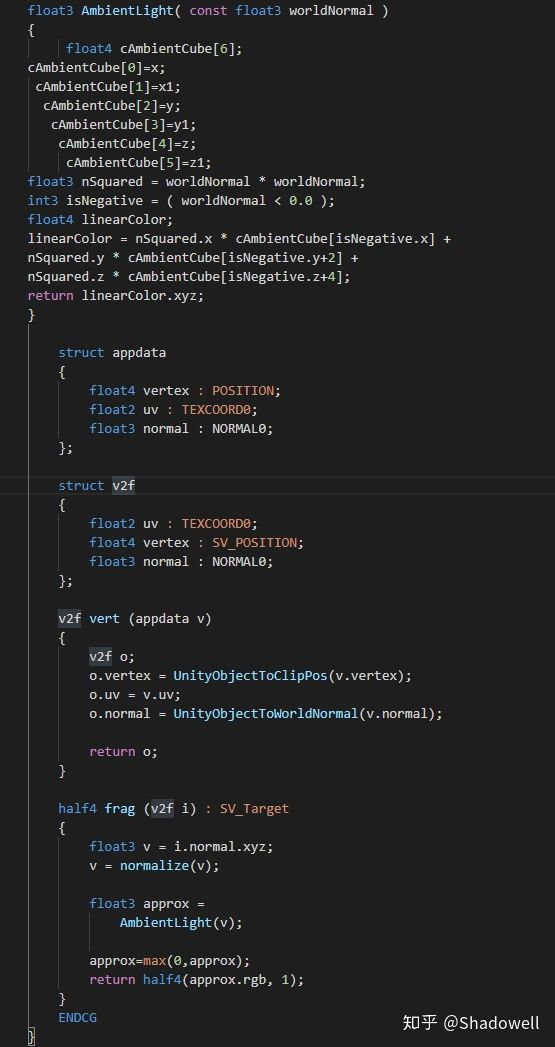 float3 AmbientLight( const float3 worldNormal )
{
float4 cAmbientCube[6];
cAmbientCube[0]=x;
cAmbientCube[1]=x1;
cAmbientCube[2]=y;
cAmbientCube[3]=y1;
cAmbientCube[4]=z;
cAmbientCube[5]=z1;
float3 nSquared = worldNormal * worldNormal;
int3 isNegative = ( worldNormal < 0.0 );
float4 linearColor;
linearColor = nSquared.x * cAmbientCube[isNegative.x] +
nSquared.y * cAmbientCube[isNegative.y+2] +
nSquared.z * cAmbientCube[isNegative.z+4];
return linearColor.xyz;
}
struct appdata
{
float4 vertex : POSITION;
float2 uv : TEXCOORD0;
float3 normal : NORMAL0;
};
struct v2f
{
float2 uv : TEXCOORD0;
float4 vertex : SV_POSITION;
float3 normal : NORMAL0;
};
v2f vert (appdata v)
{
v2f o;
o.vertex = UnityObjectToClipPos(v.vertex);
o.uv = v.uv;
o.normal = UnityObjectToWorldNormal(v.normal);
return o;
}
half4 frag (v2f i) : SV_Target
{
float3 v = i.normal.xyz;
v = normalize(v);
float3 approx =
AmbientLight(v);
approx=max(0,approx);
return half4(approx.rgb, 1);
}
ENDCG
}
知乎 @Shadowell